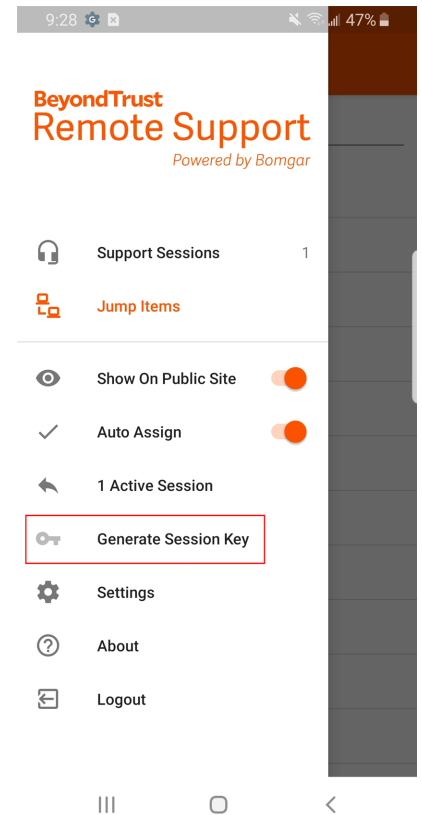 9:28 47%
BeyondTrust
Remote Support
Powered by Bomgar
Support Sessions 1
Jump Items
Show On Public Site
Auto Assign
1 Active Session
Generate Session Key
Settings
About
Logout